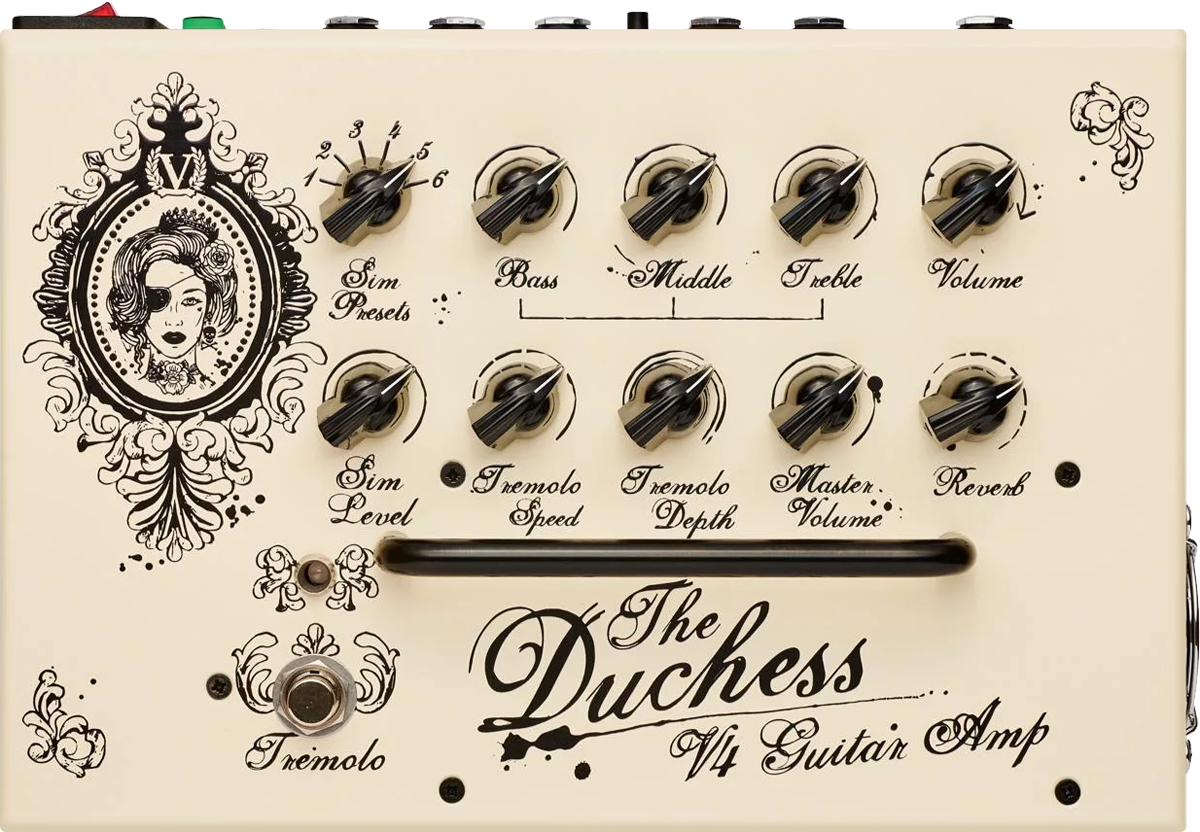 V
1 2 3 4 5 6
Sim
Presets
Bass
Middle
Treble
Volume
Sim
Level
Tremolo
Speed
Tremolo
Depth
Master
Volume
Reverb
The
Duchess
V4 Guitar Amp
Tremolo